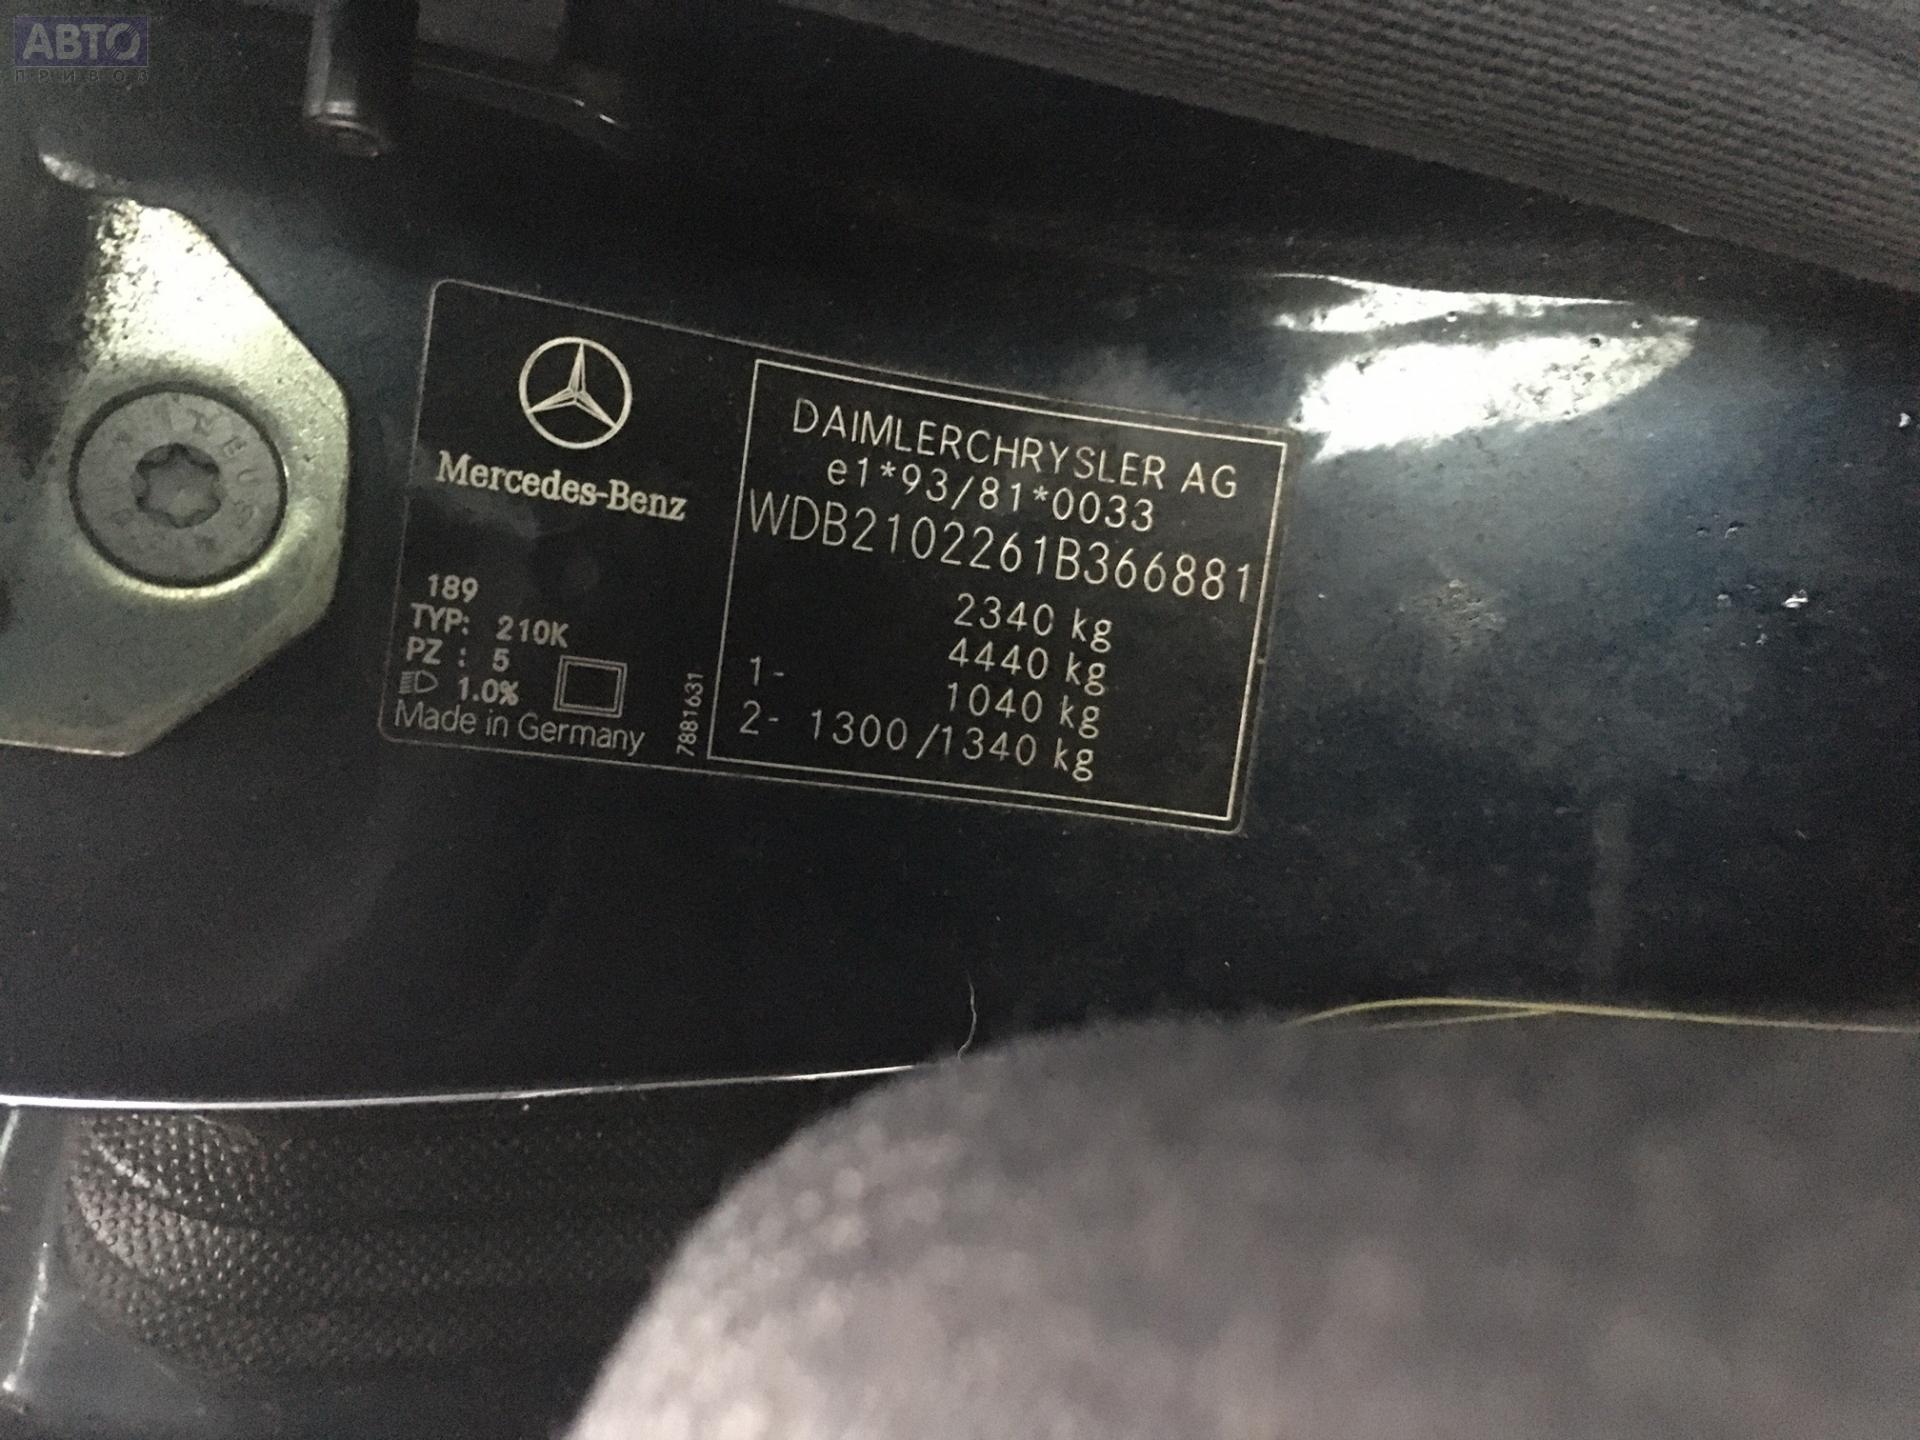 АВТО
ПРИВОЗ
Mercedes-Benz
189
TYP: 210K
PZ : 5
1.0%
Made in Germany
7881631
DAIMLERCHRYSLER AG
e1*93/81*0033
WDB2102261B366881
2340 kg
4440 kg
1- 1040 kg
2- 1300/1340 kg